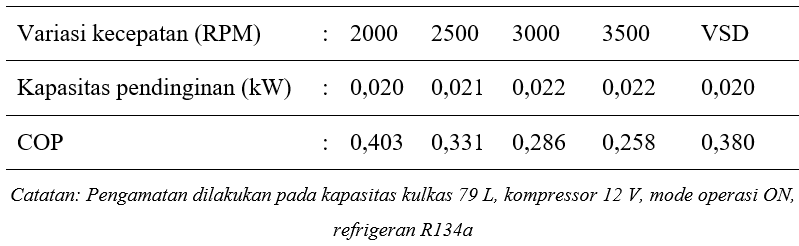 Variasi kecepatan (RPM) : 2000 2500 3000 3500 VSD
Kapasitas pendinginan (kW) : 0,020 0,021 0,022 0,022 0,020
COP : 0,403 0,331 0,286 0,258 0,380
Catatan: Pengamatan dilakukan pada kapasitas kulkas 79 L, kompressor 12 V, mode operasi ON,
refrigeran R134a